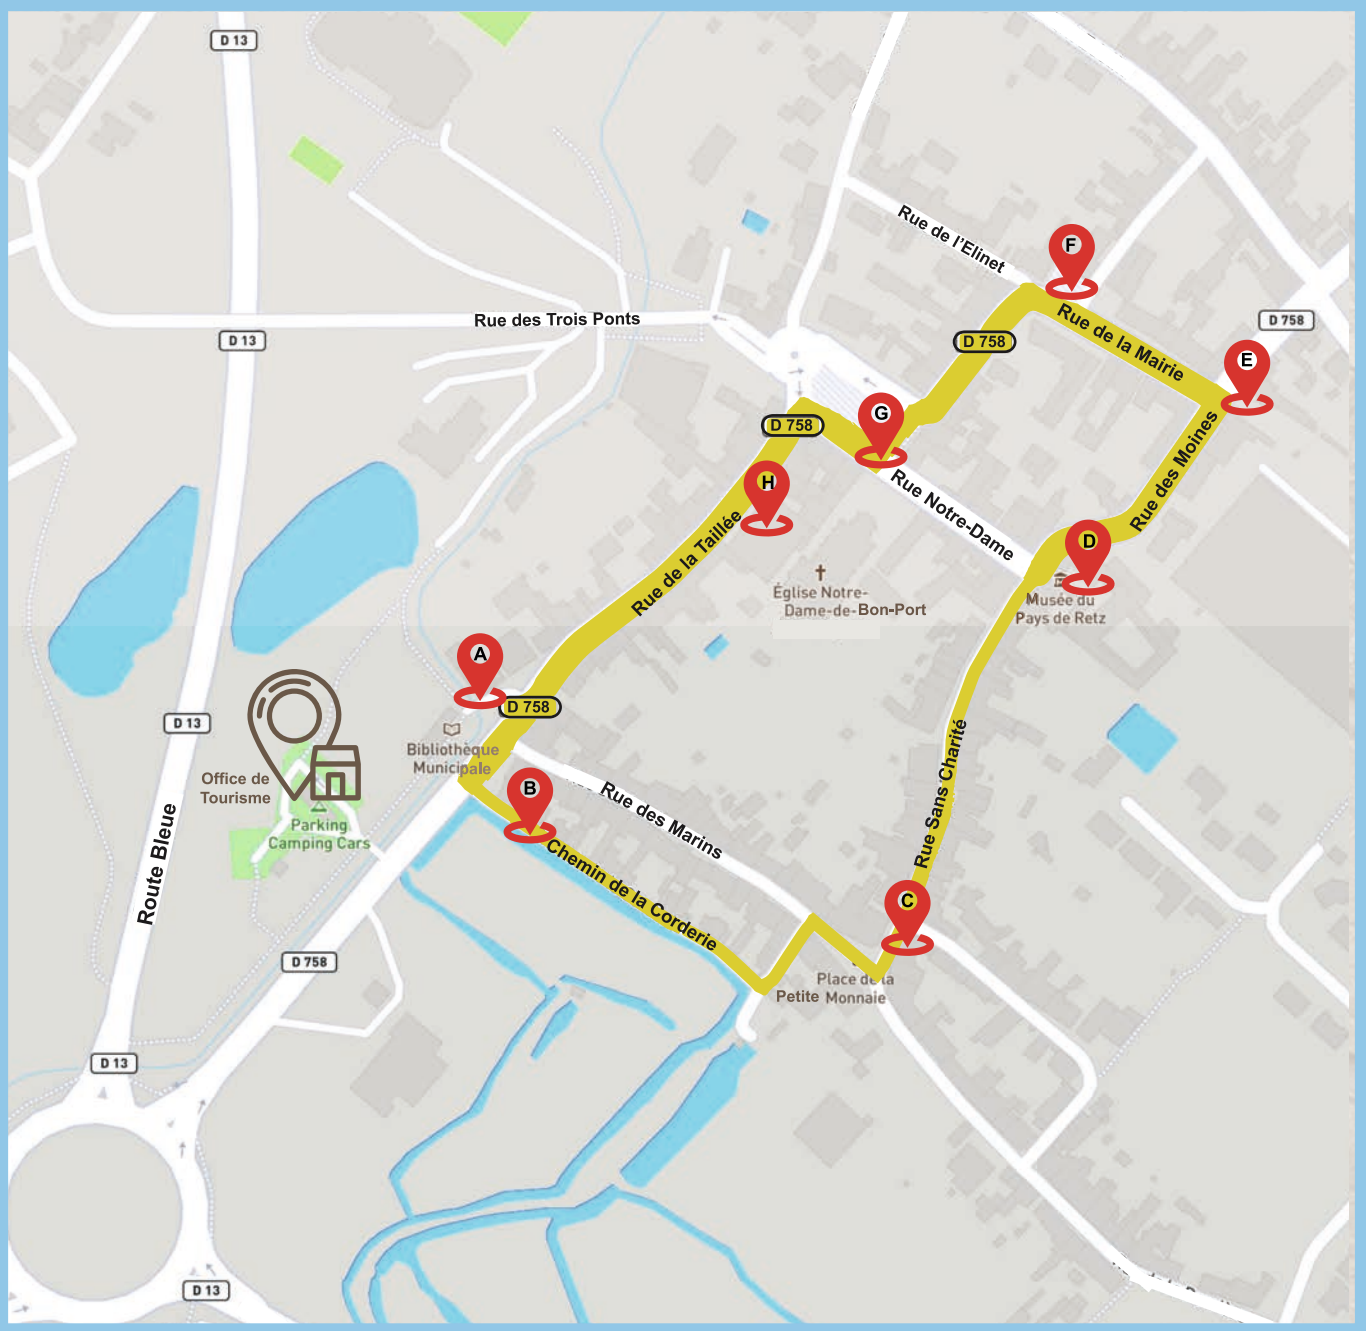 D 13
Rue de l'Elinet
F
D 758
Rue des Trois Ponts
D 13
D 758
Rue de la Mairie
E
G
D 758
Rue des Moines
H
Rue Notre-Dame
Rue de la Taillée
D
Église Notre-
Dame-de-Bon-Port
Musée du
Pays de Retz
A
D 758
D 13
Bibliothèque
Municipale
Office de
Tourisme
B
Rue des Marins
Parking
Camping Cars
Route Bleue
Rue Sans Charité
Chemin de la Corderie
C
D 758
Petite Place de la
Monnaie
D 13
D 13